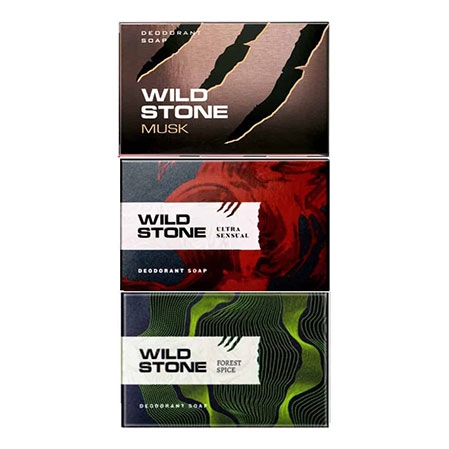 DEODORANT
SOAP
WILD
STONE
MUSK
WILD
STONE
ULTRA
SENSUAL
DEODORANT SOAP
WILD
STONE
FOREST
SPICE
DEODORANT SOAP